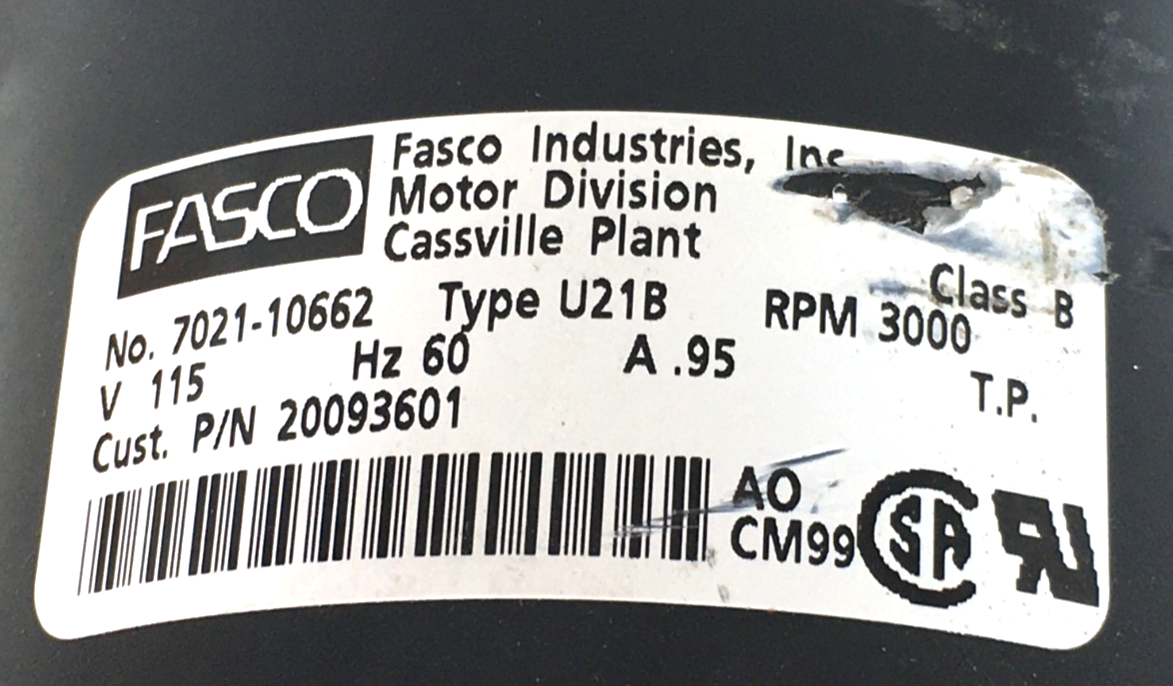 FASCO
Fasco Industries, Inc
Motor Division
Cassville Plant
Class B
No. 7021-10662 Type U21B RPM 3000
V 115 Hz 60 A .95 T.P.
Cust. P/N 20093601
AO
CM99
SA
RU